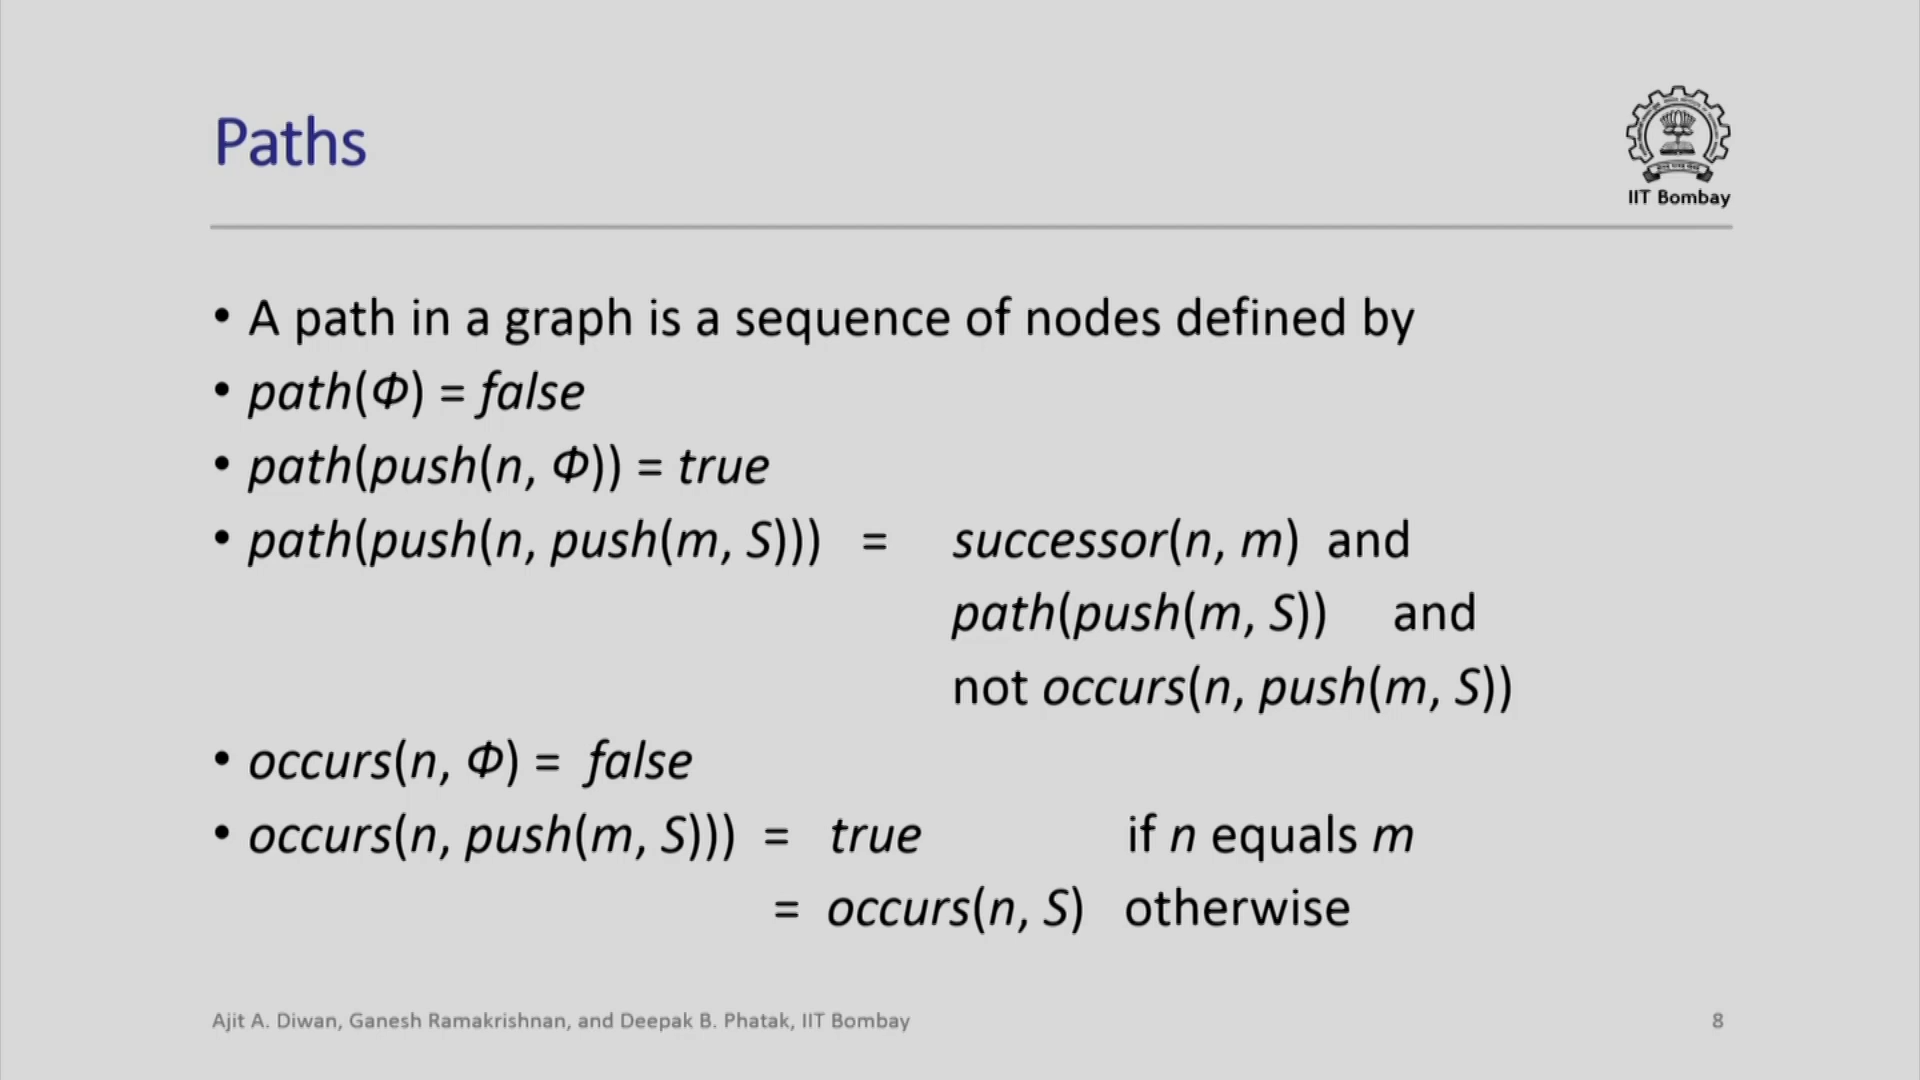 Paths
IIT Bombay
• A path in a graph is a sequence of nodes defined by
• path(Φ) = false
• path(push(n, Φ)) = true
• path(push(n, push(m, S))) = successor(n, m) and
path(push(m, S)) and
not occurs(n, push(m, S))
• occurs(n, Φ) = false
• occurs(n, push(m, S))) = true if n equals m
= occurs(n, S) otherwise
Ajit A. Diwan, Ganesh Ramakrishnan, and Deepak B. Phatak, IIT Bombay
8